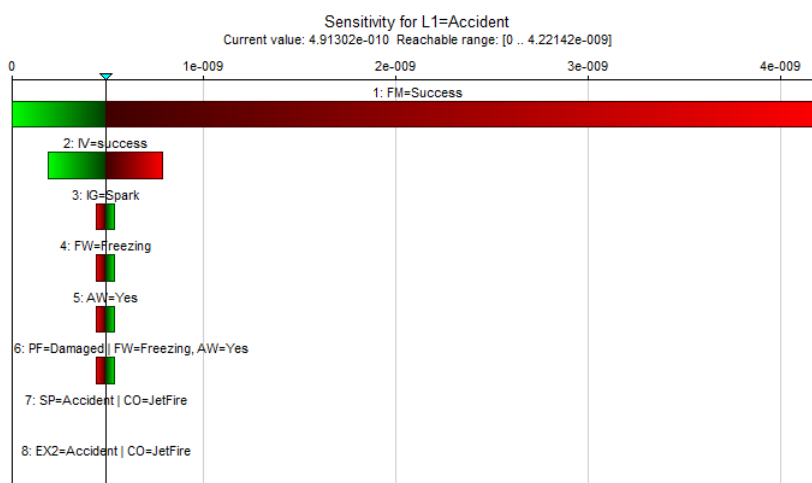 Sensitivity for L1=Accident
Current value: 4.91302e-010 Reachable range: [0 .. 4.22142e-009]
0 1e-009 2e-009 3e-009 4e-009
1: FM=Success
2: IV=success
3: IG=Spark
4: FW=Freezing
5: AW=Yes
6: PF=Damaged | FW=Freezing, AW=Yes
7: SP=Accident | CO=JetFire
8: EX2=Accident | CO=JetFire